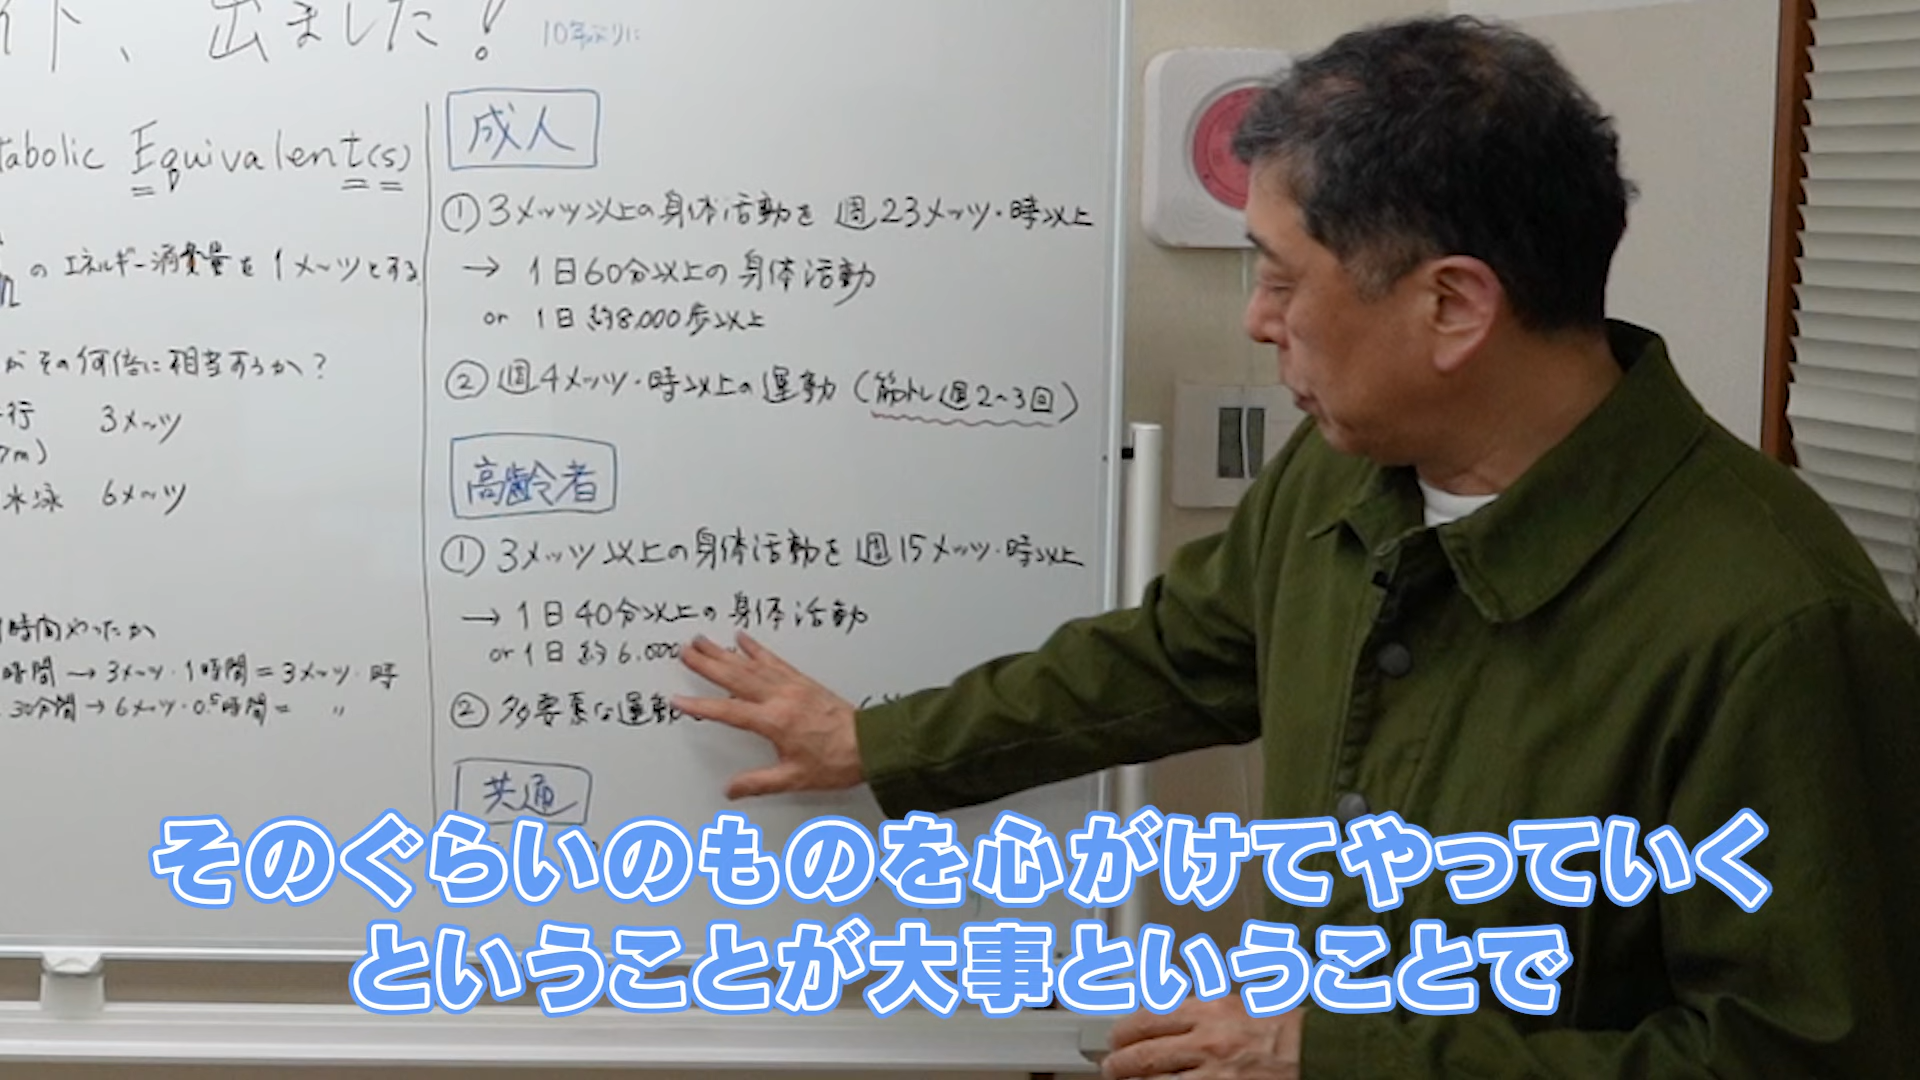 イト、出ました! 10年ぶりに
tabolic Equivalent(s)
のエネルギー消費量を1メッツとする
がその何倍に相当するか?
歩行 3メッツ
水泳 6メッツ
時間やったか
時間→3メッツ・1時間=3メッツ・時
30分間→6メッツ・0.5時間= 〃
成人
①3メッツ以上の身体活動を週23メッツ・時以上
→1日60分以上の身体活動
or 1日約8,000歩以上
②週4メッツ・時以上の運動(筋トレ週2~3回)
高齢者
①3メッツ以上の身体活動を週15メッツ・時以上
→1日40分以上の身体活動
or 1日約6,000
②多要素な運動
共通
そのぐらいのものを心がけてやっていく
ということが大事ということで